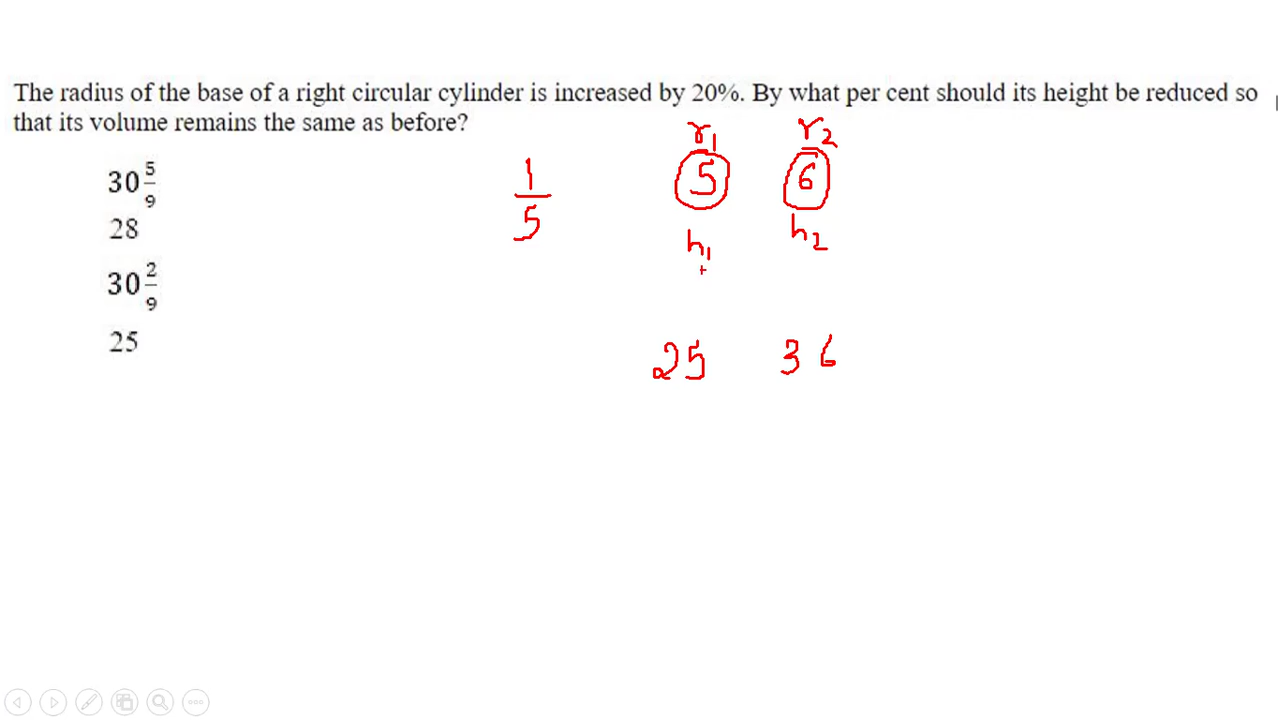 The radius of the base of a right circular cylinder is increased by 20%. By what per cent should its height be reduced so
that its volume remains the same as before?
30 5/9
28
30 2/9
25
1/5
r1 r2
5 6
h1 h2
25 36